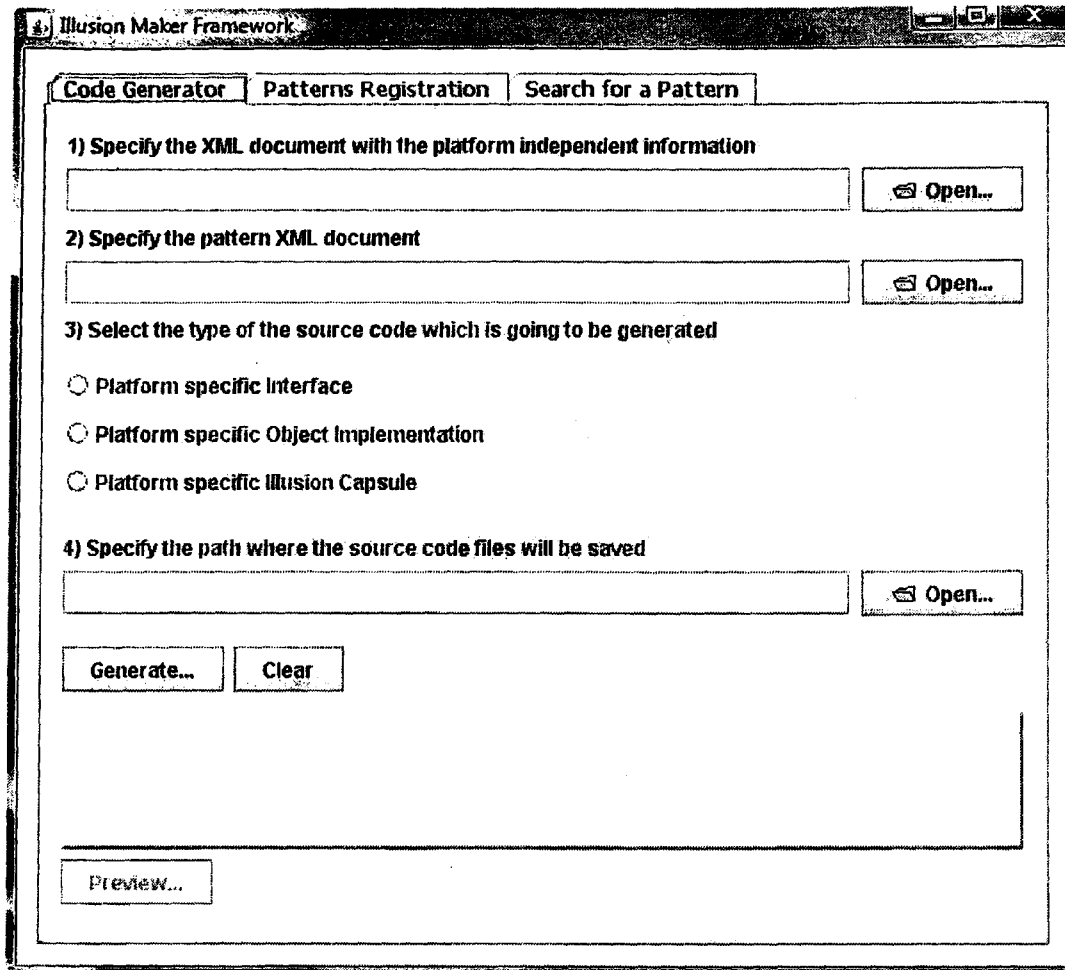 Illusion Maker Framework
Code Generator Patterns Registration Search for a Pattern
1) Specify the XML document with the platform independent information
Open...
2) Specify the pattern XML document
Open...
3) Select the type of the source code which is going to be generated
Platform specific Interface
Platform specific Object Implementation
Platform specific Illusion Capsule
4) Specify the path where the source code files will be saved
Open...
Generate... Clear
Preview...